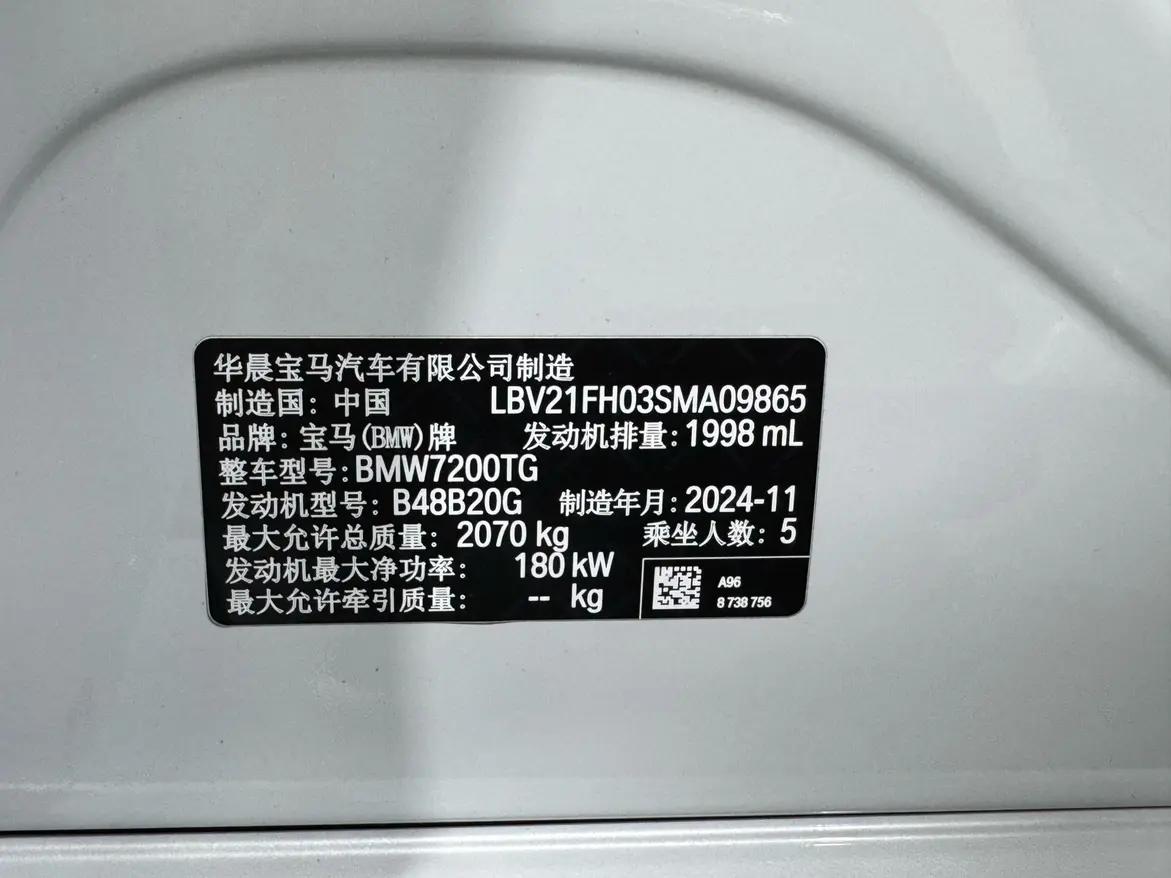 华晨宝马汽车有限公司制造
制造国：中国 LBV21FH03SMA09865
品牌：宝马(BMW)牌 发动机排量：1998 mL
整车型号：BMW7200TG
发动机型号：B48B20G 制造年月：2024-11
最大允许总质量：2070 kg 乘坐人数：5
发动机最大净功率：180 kW
最大允许牵引质量：-- kg
A96
8 738 756